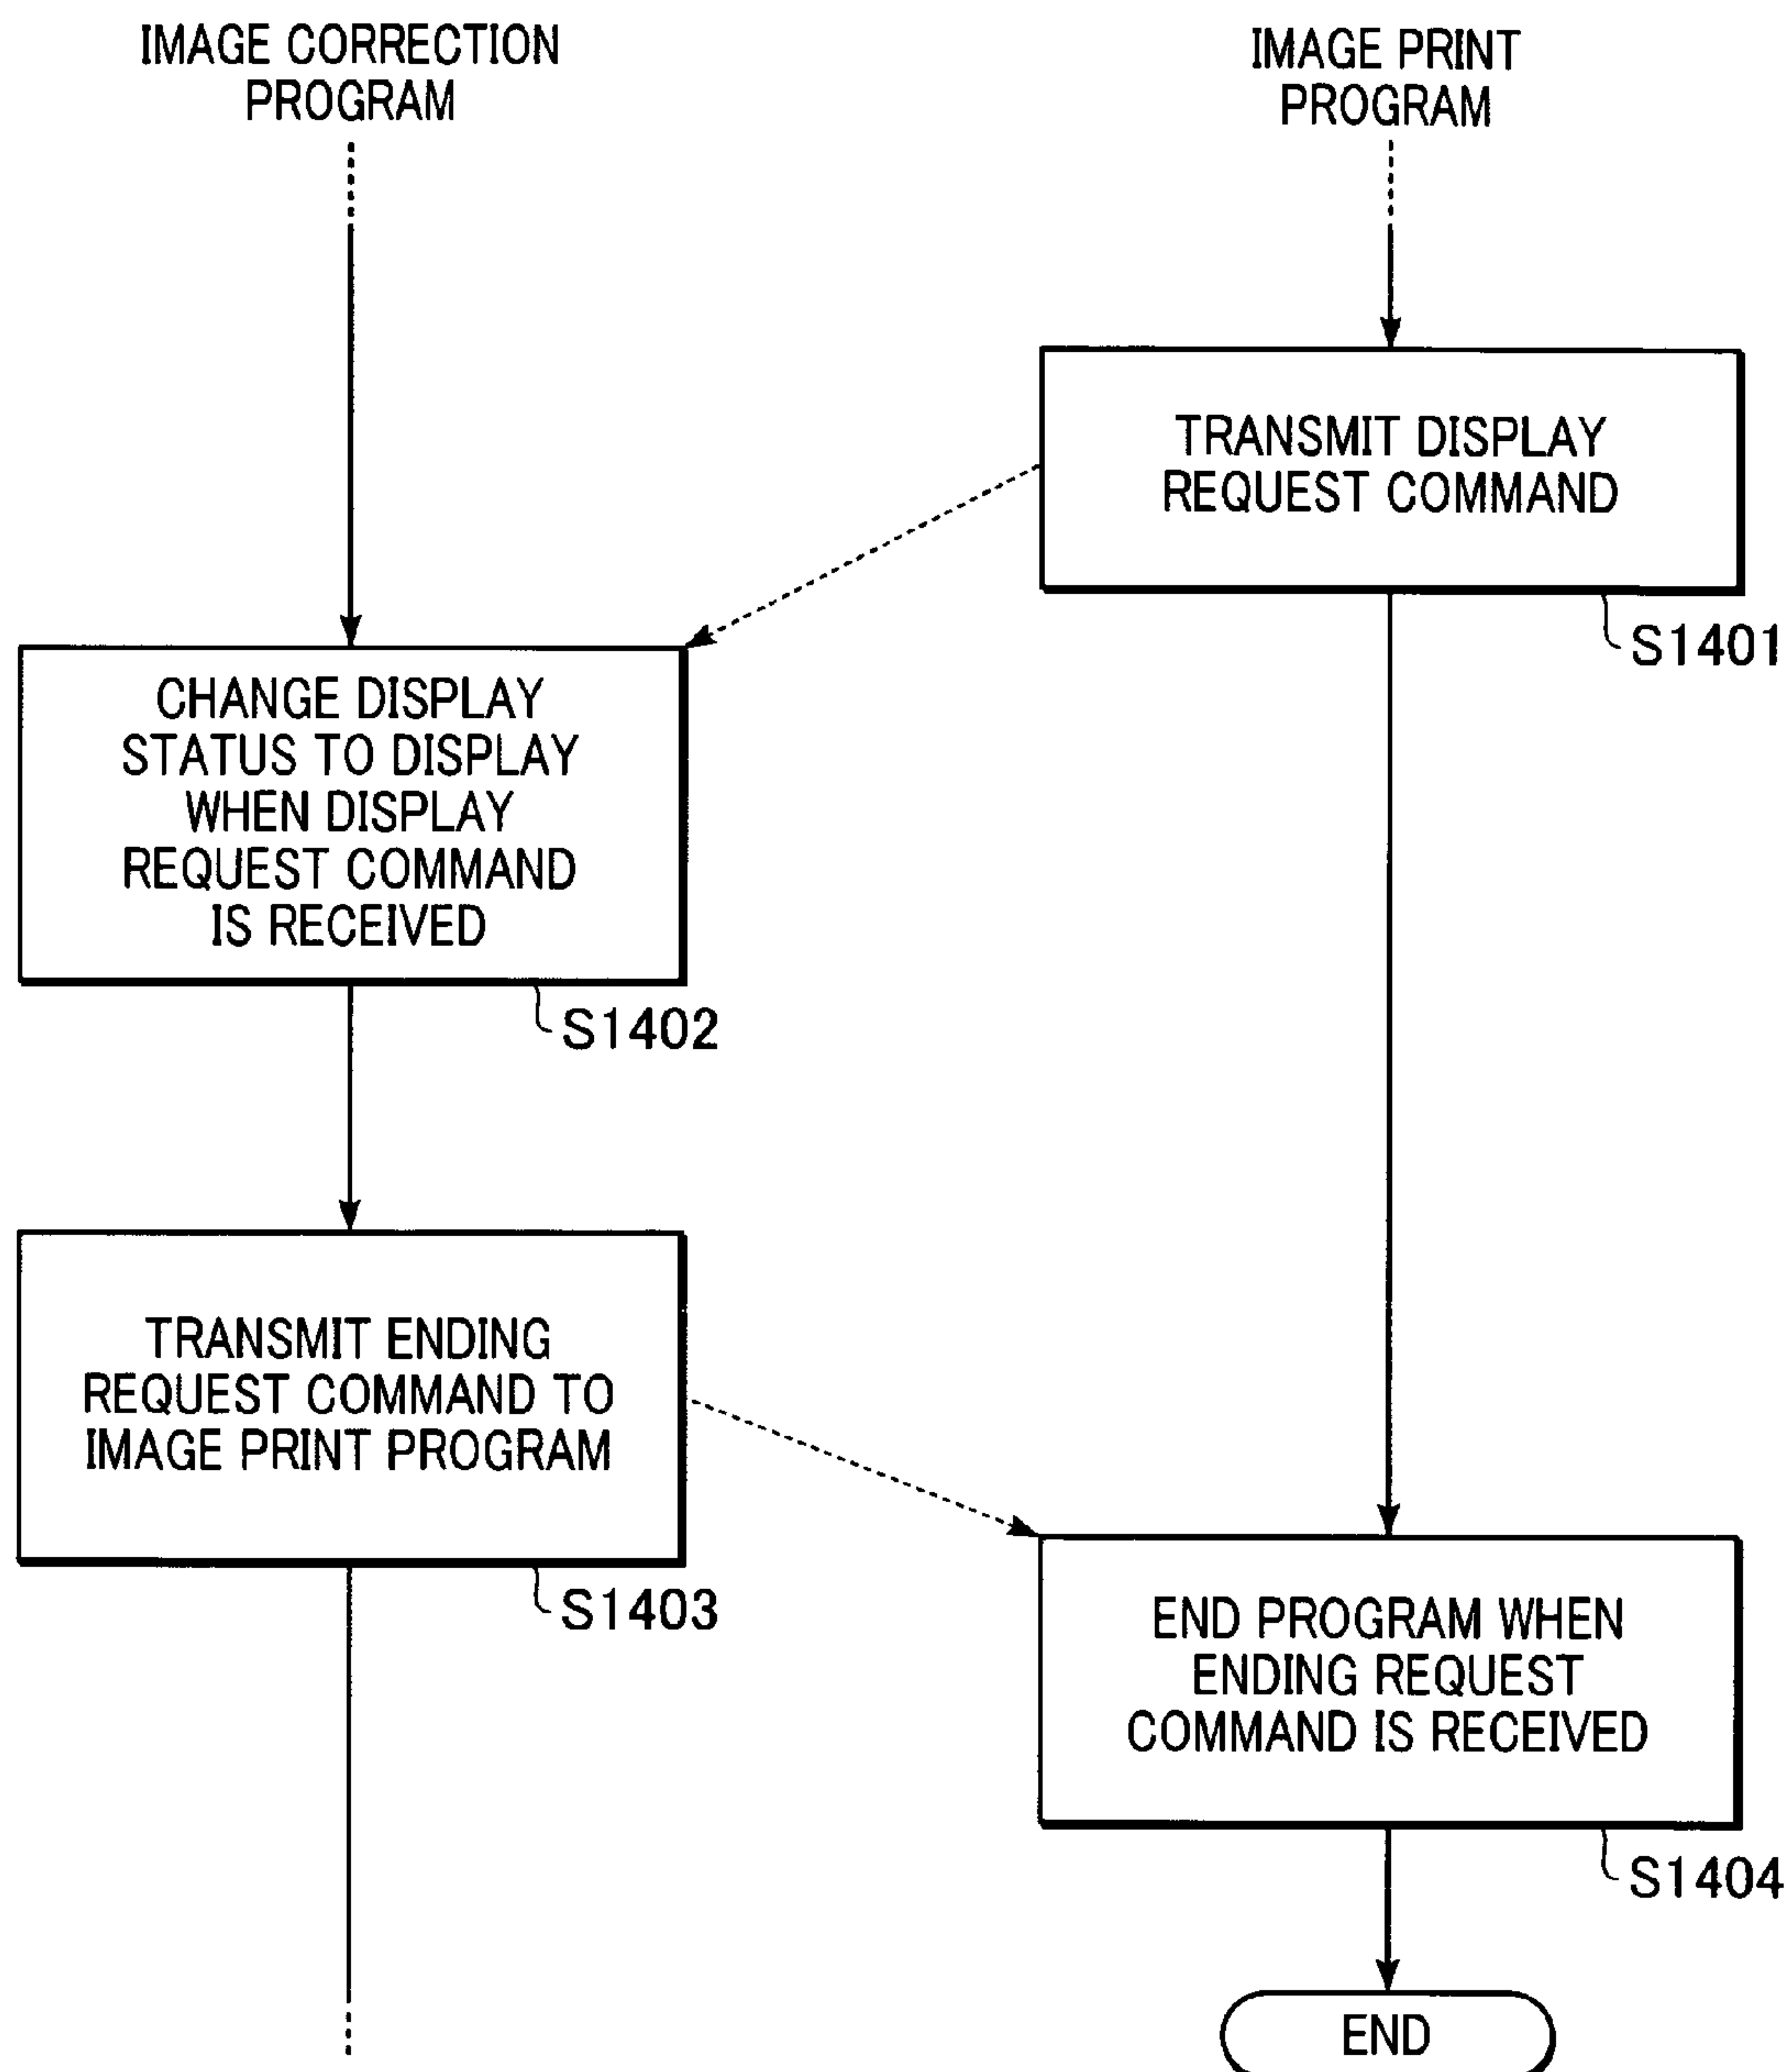 IMAGE CORRECTION
PROGRAM
IMAGE PRINT
PROGRAM
TRANSMIT DISPLAY
REQUEST COMMAND
S1401
CHANGE DISPLAY
STATUS TO DISPLAY
WHEN DISPLAY
REQUEST COMMAND
IS RECEIVED
S1402
TRANSMIT ENDING
REQUEST COMMAND TO
IMAGE PRINT PROGRAM
S1403
END PROGRAM WHEN
ENDING REQUEST
COMMAND IS RECEIVED
S1404
END